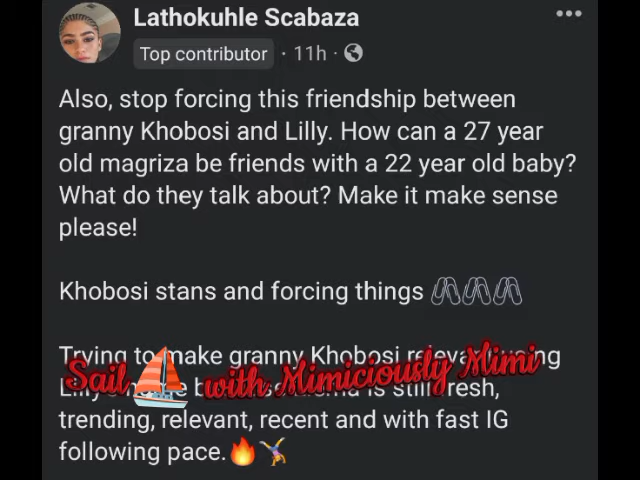 Lathokuhle Scabaza
Top contributor · 11h ·
Also, stop forcing this friendship between
granny Khobosi and Lilly. How can a 27 year
old magriza be friends with a 22 year old baby?
What do they talk about? Make it make sense
please!
Khobosi stans and forcing things
Trying to make granny Khobosi
Sail with Mimiciously Mimi
is still fresh,
trending, relevant, recent and with fast IG
following pace.